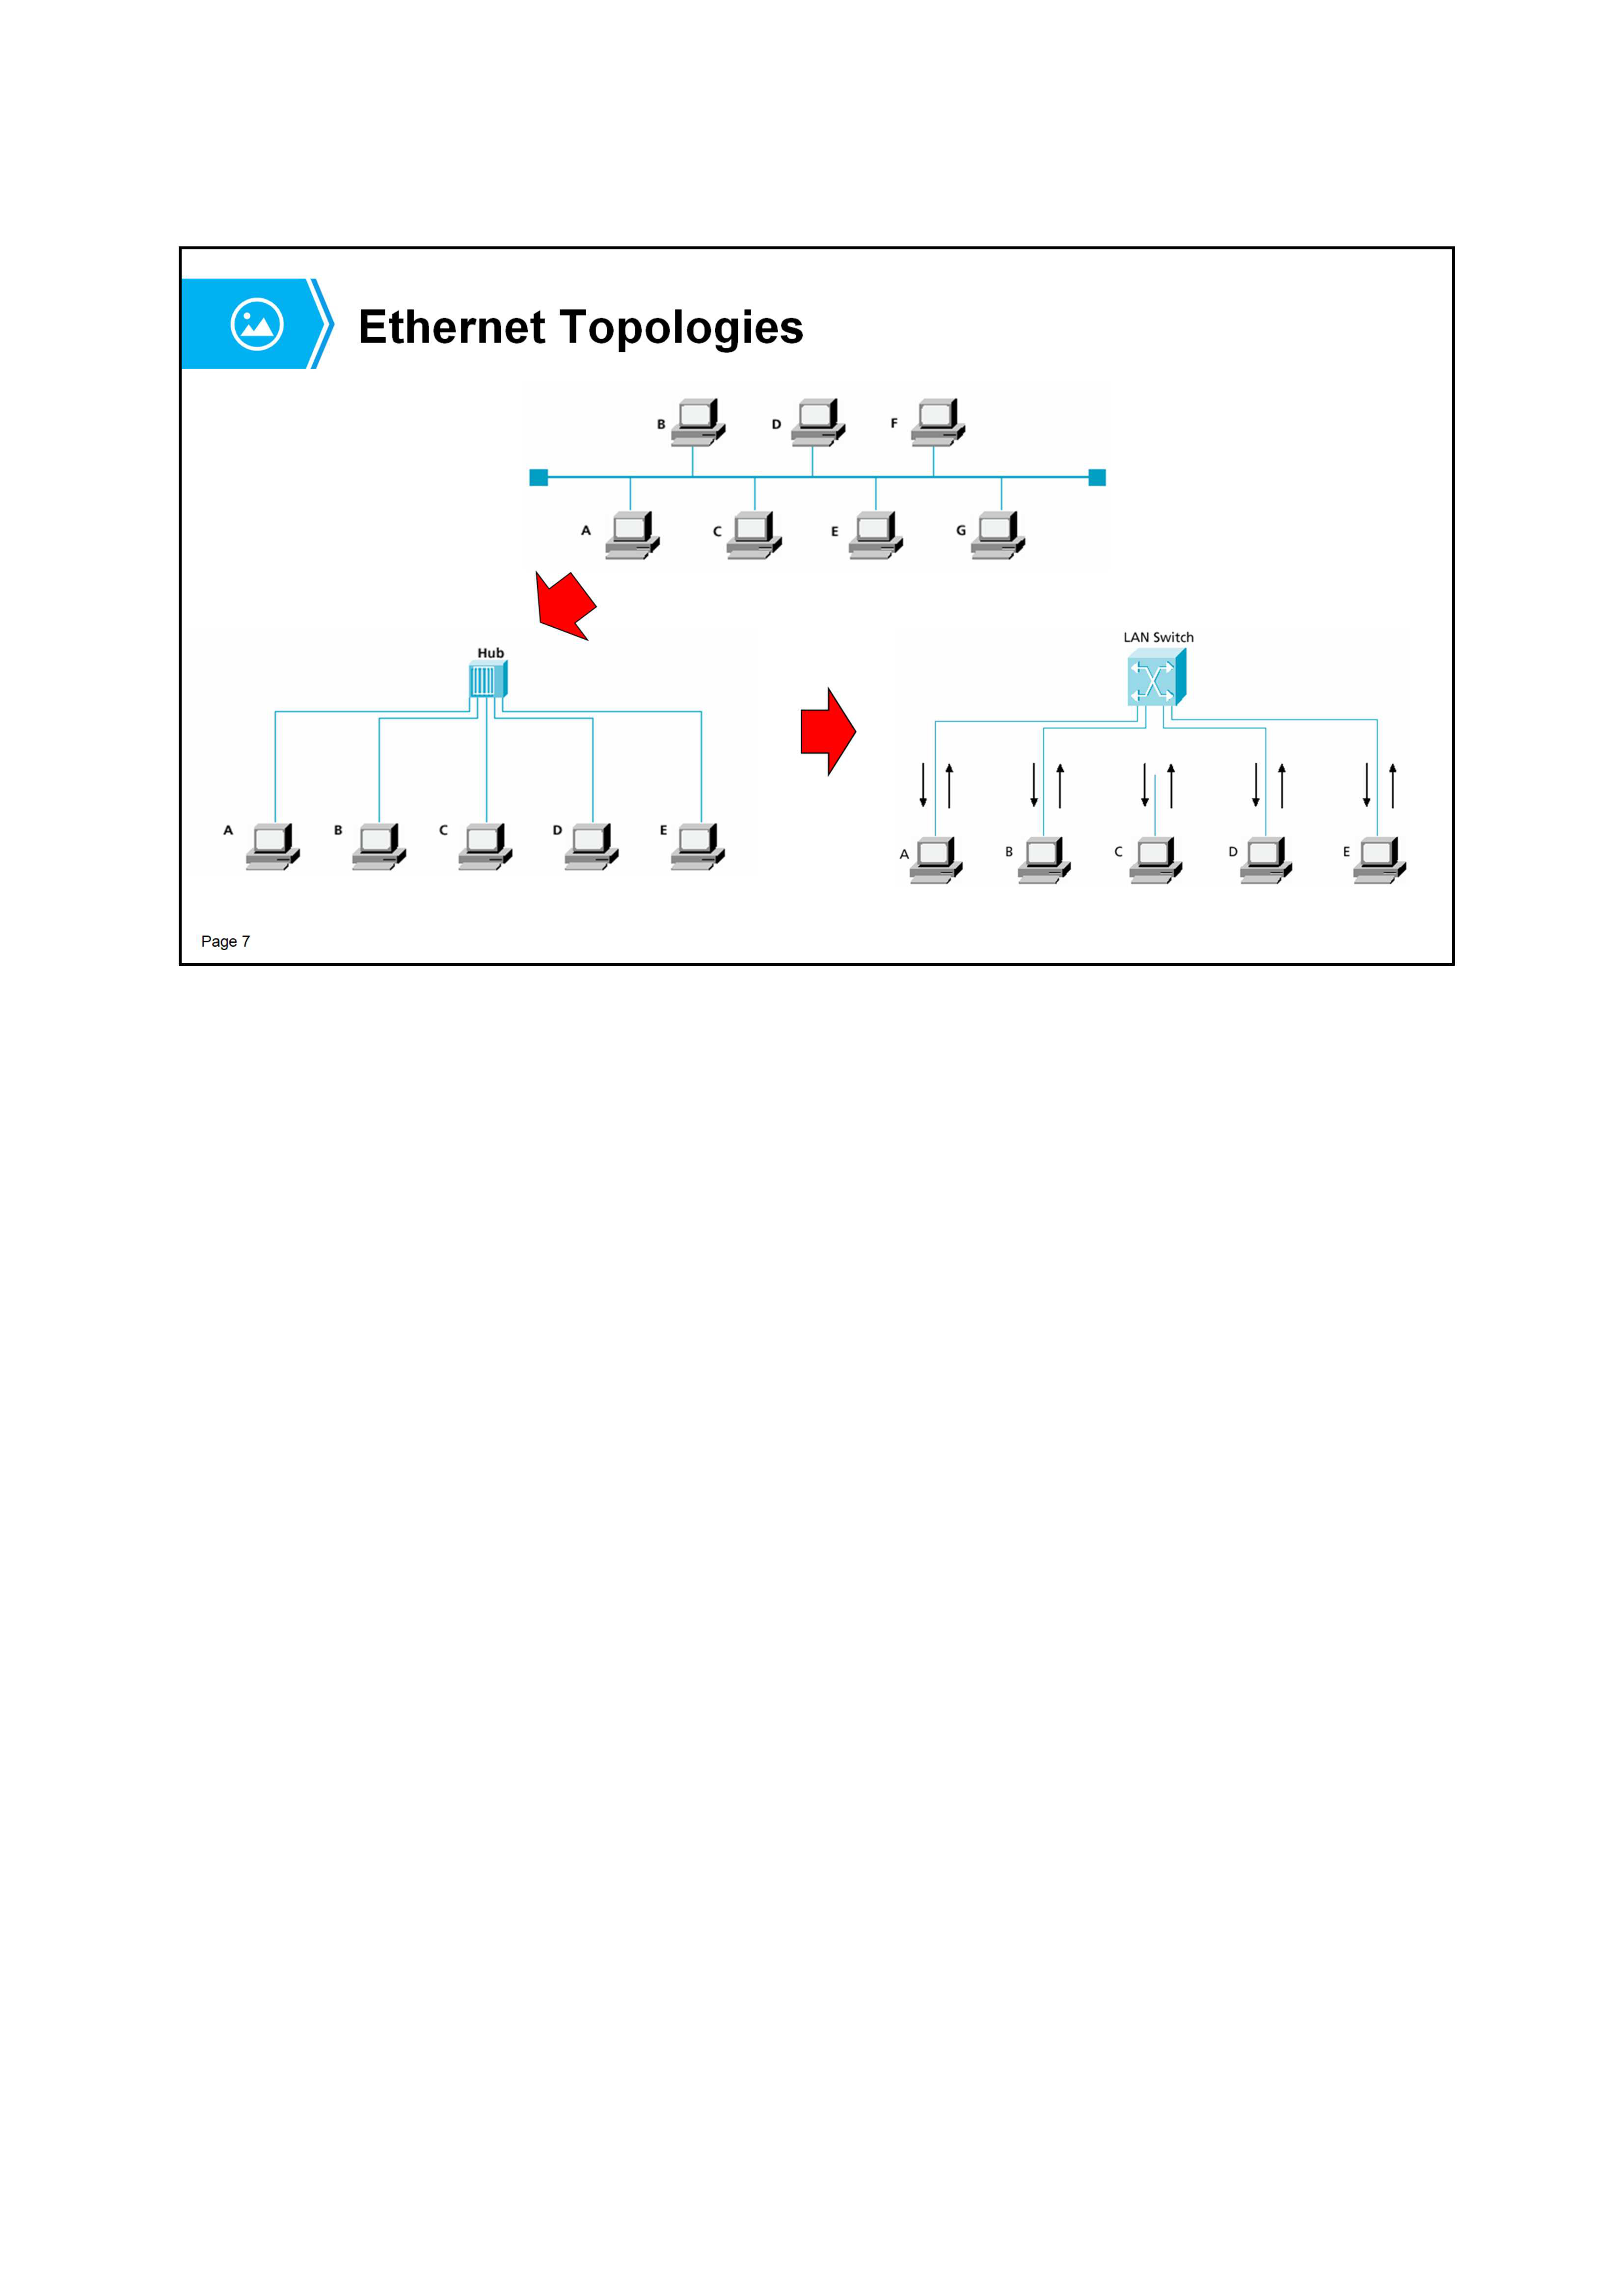 Ethernet Topologies
B D F
A C E G
Hub
A B C D E
LAN Switch
A B C D E
Page 7